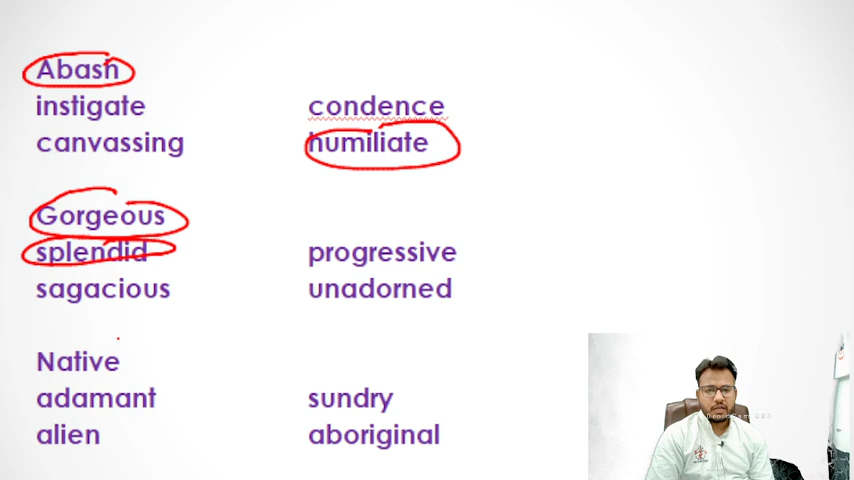 Abash
instigate condence
canvassing humiliate
Gorgeous
splendid progressive
sagacious unadorned
Native
adamant sundry
alien aboriginal